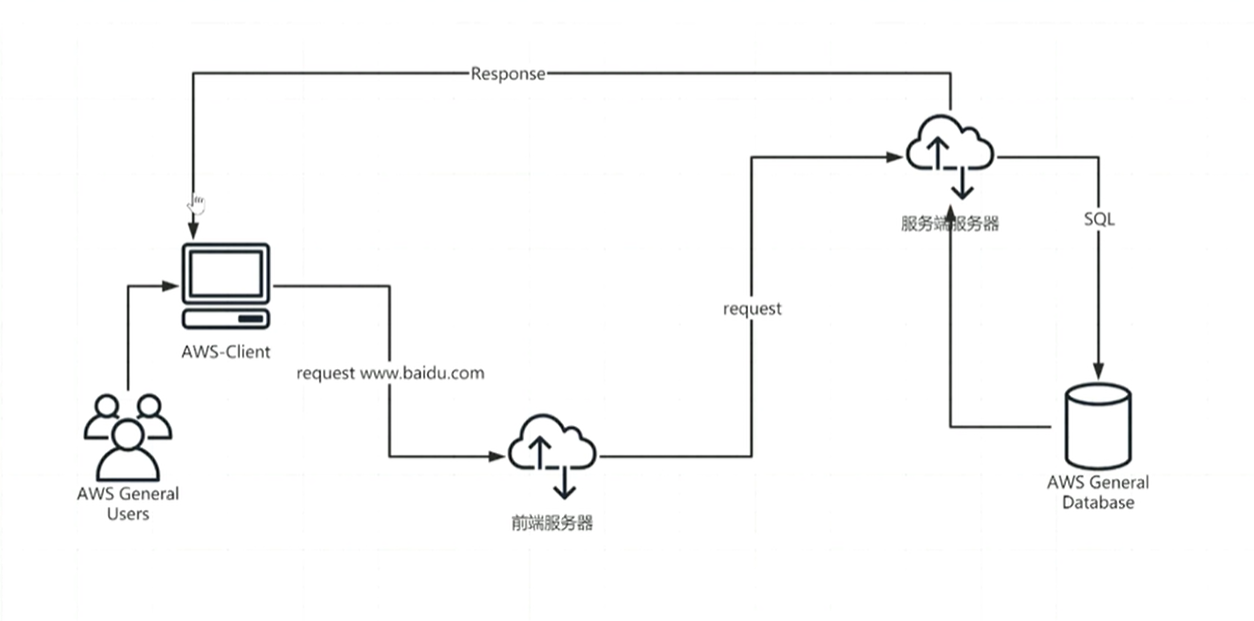 Response
服务端服务器
SQL
request
AWS-Client
request www.baidu.com
AWS General
Users
AWS General
Database
前端服务器